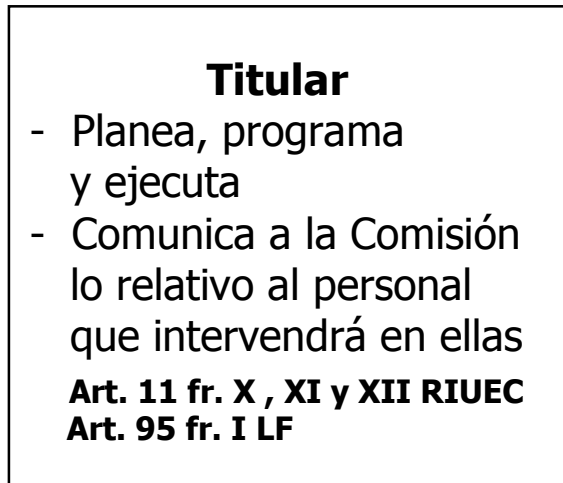 Titular
- Planea, programa
y ejecuta
- Comunica a la Comisión
lo relativo al personal
que intervendrá en ellas
Art. 11 fr. X , XI y XII RIUEC
Art. 95 fr. I LF